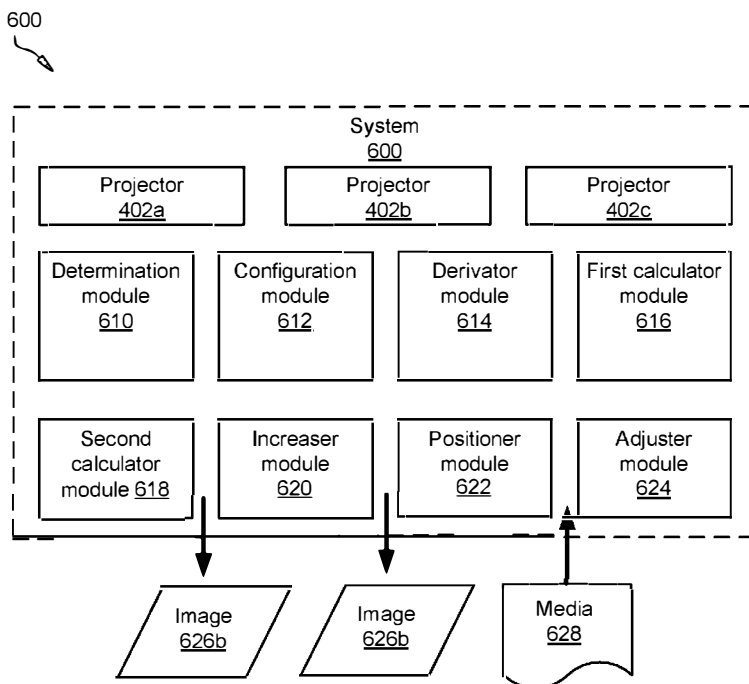 600
System
600
Projector
402a
Projector
402b
Projector
402c
Determination
module
610
Configuration
module
612
Derivator
module
614
First calculator
module
616
Second
calculator
module 618
Increaser
module
620
Positioner
module
622
Adjuster
module
624
Image
626b
Image
626b
Media
628